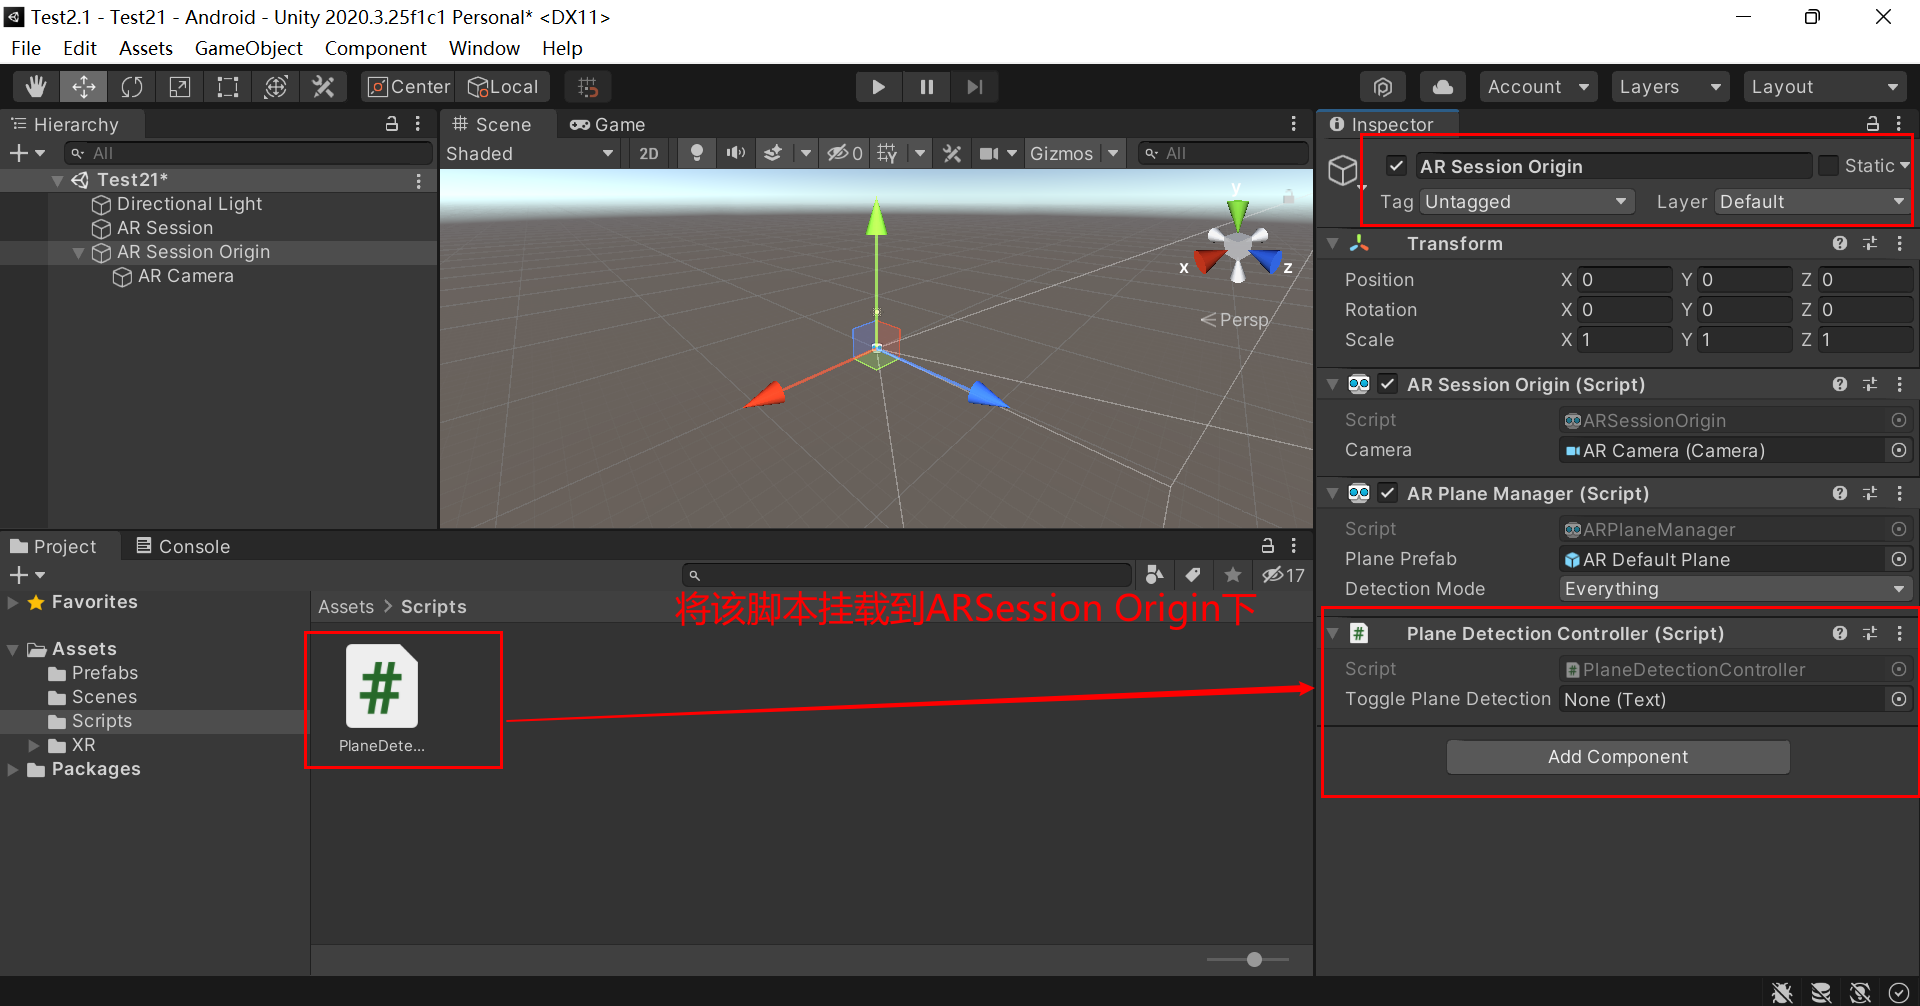 Test2.1 - Test21 - Android - Unity 2020.3.25f1c1 Personal* <DX11>
File Edit Assets GameObject Component Window Help
Center Local Account Layers Layout
Hierarchy
All
Test21*
Directional Light
AR Session
AR Session Origin
AR Camera
Scene Game
Shaded 2D 0 Gizmos All
y
x
z
Persp
Inspector
AR Session Origin Static
Tag Untagged Layer Default
Transform
Position X 0 Y 0 Z 0
Rotation X 0 Y 0 Z 0
Scale X 1 Y 1 Z 1
AR Session Origin (Script)
Script ARSessionOrigin
Camera AR Camera (Camera)
AR Plane Manager (Script)
Script ARPlaneManager
Plane Prefab AR Default Plane
Detection Mode Everything
Plane Detection Controller (Script)
Script PlaneDetectionController
Toggle Plane Detection None (Text)
Add Component
Project Console
17
Favorites
Assets
Prefabs
Scenes
Scripts
XR
Packages
Assets > Scripts
将该脚本挂载到ARSession Origin下
#
PlaneDete...